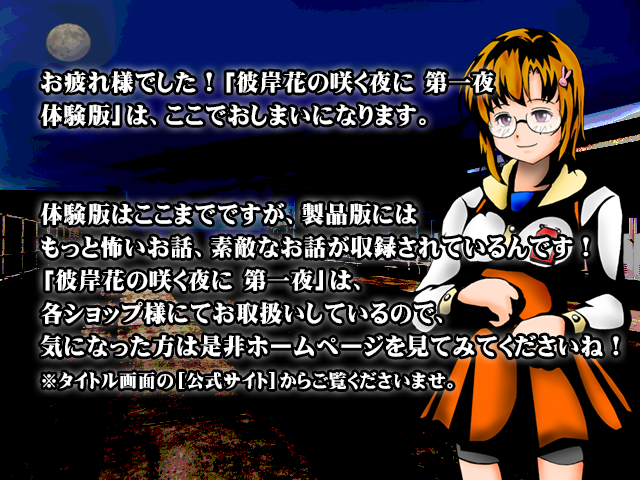 お疲れ様でした!『彼岸花の咲く夜に 第一夜
体験版』は、ここでおしまいになります。
体験版はここまでですが、製品版には
もっと怖いお話、素敵なお話が収録されているんです!
『彼岸花の咲く夜に 第一夜』は、
各ショップ様にてお取扱いしているので、
気になった方は是非ホームページを見てみてくださいね!
※タイトル画面の[公式サイト]からご覧くださいませ。